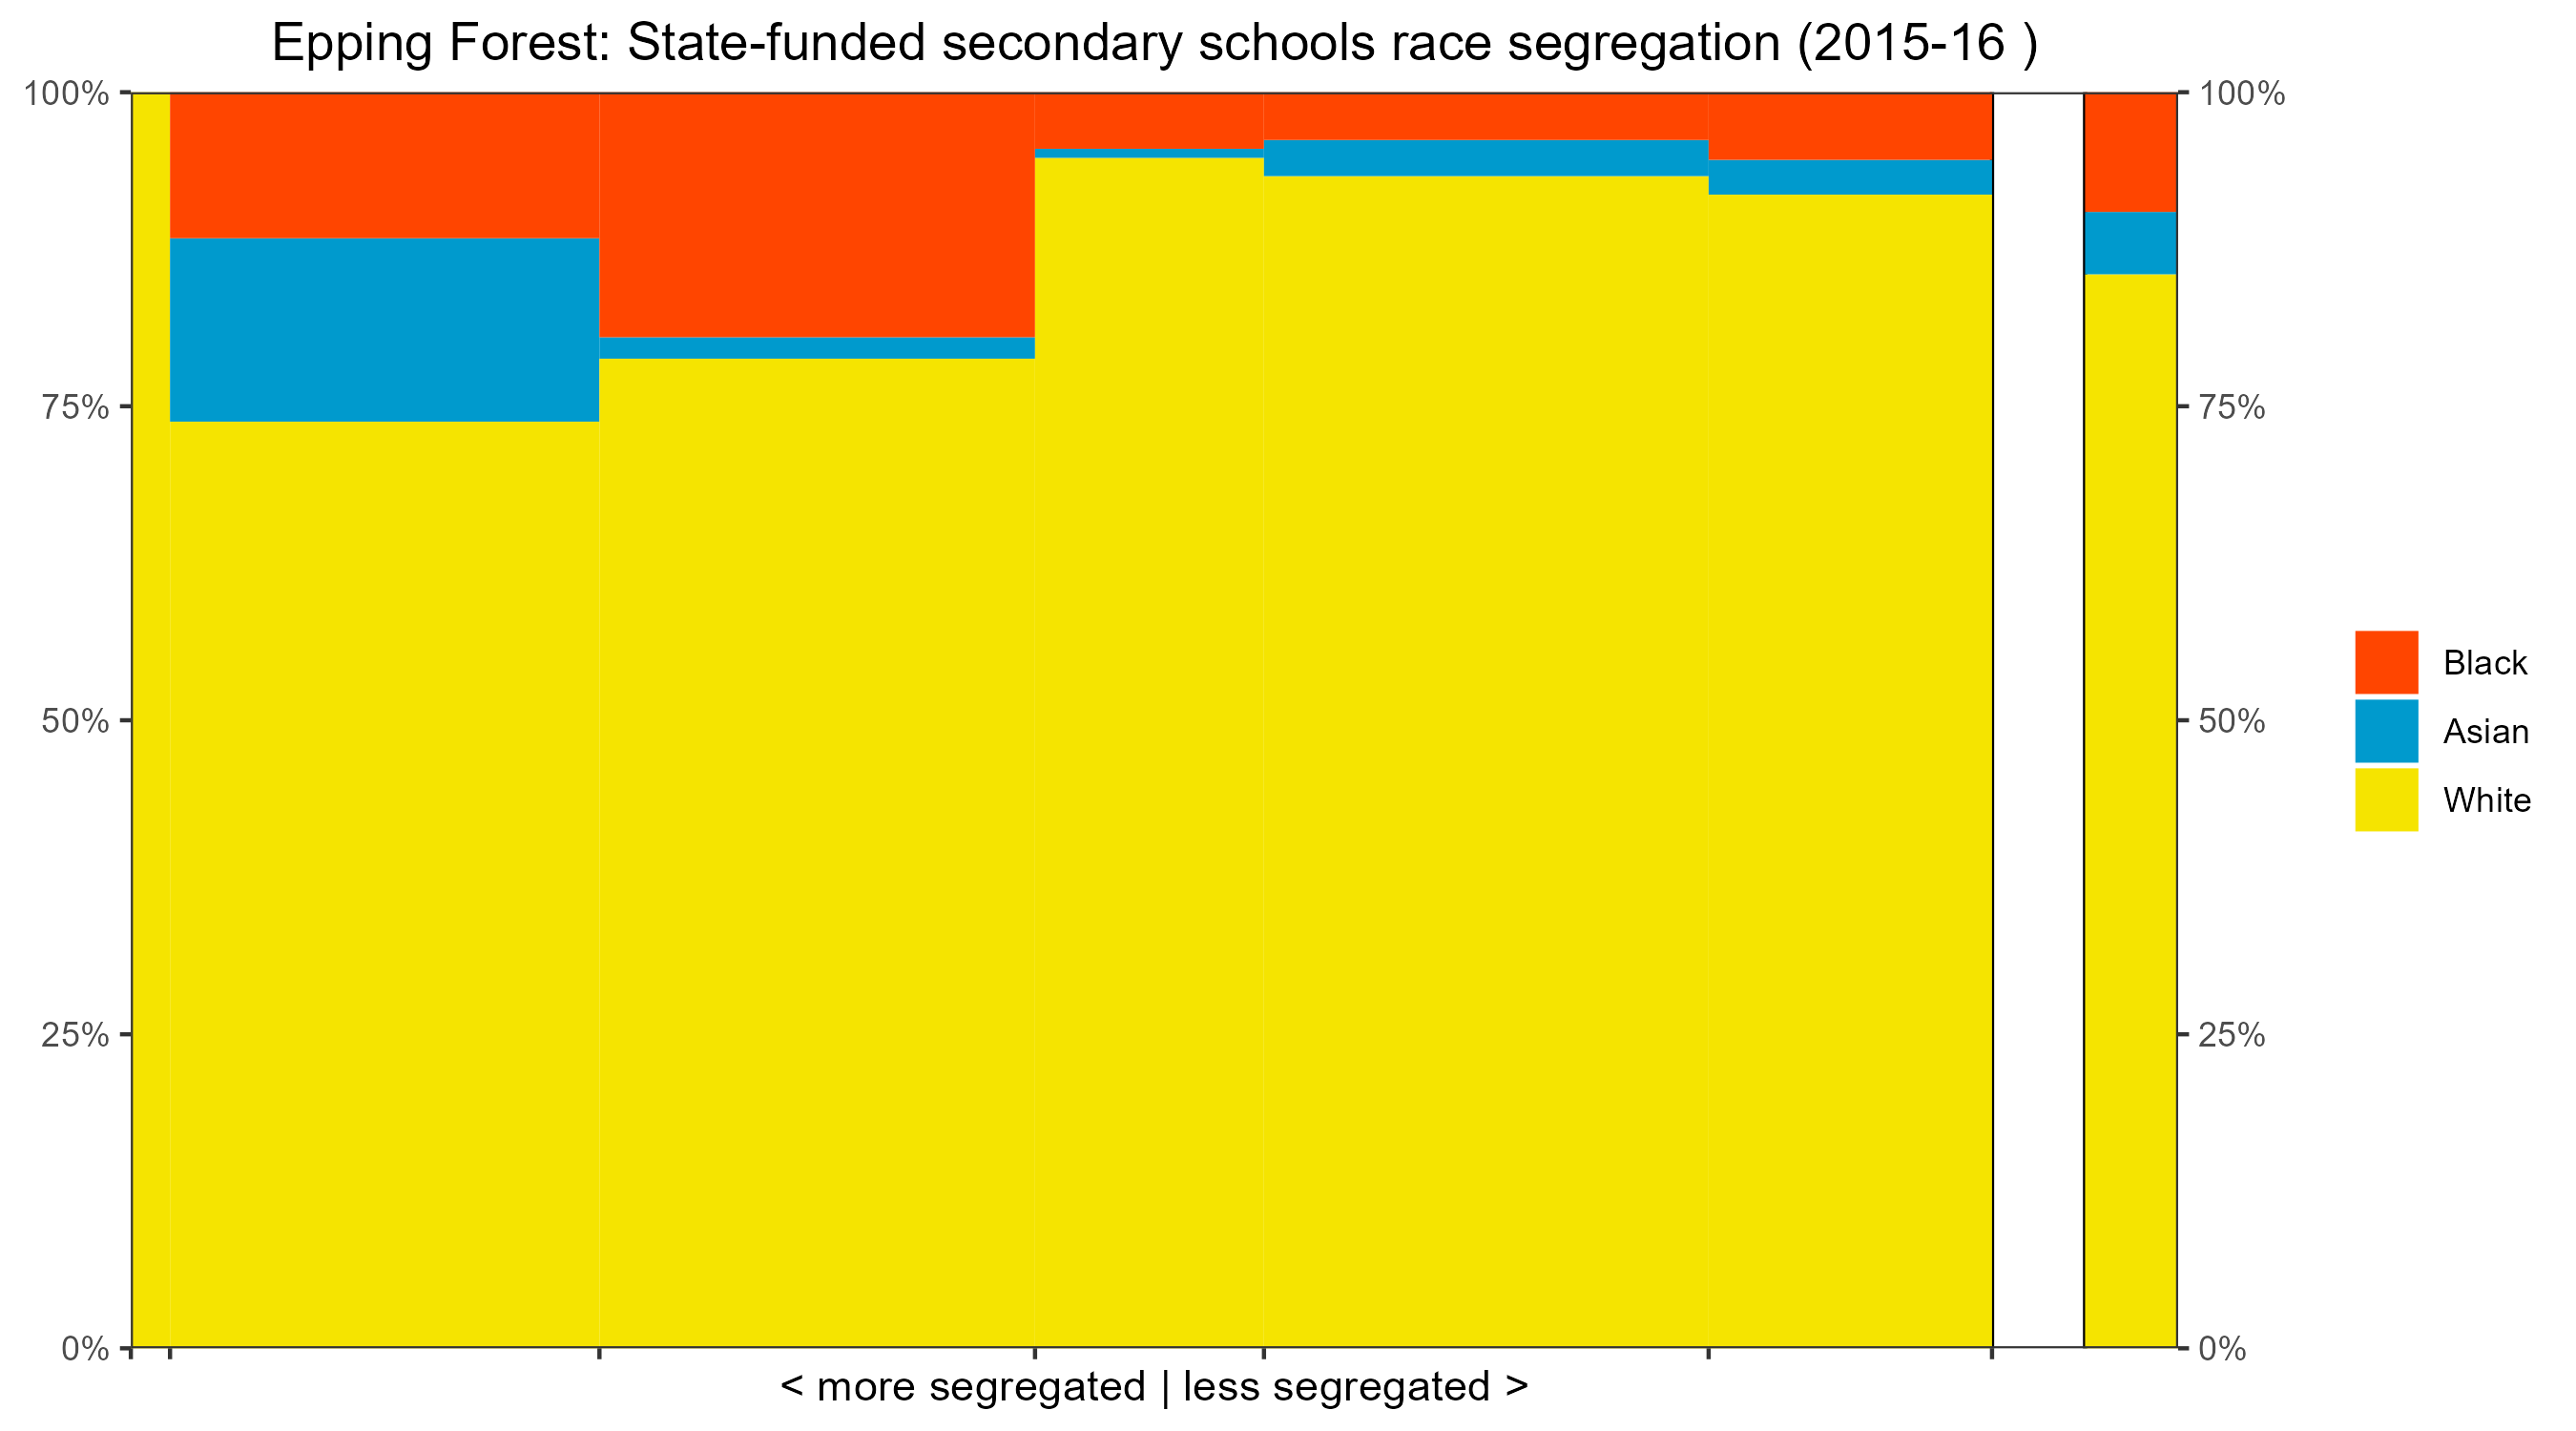 Epping Forest: State-funded secondary schools race segregation (2015-16 )
100%
100%
75%
75%
Black
50%
50%
Asian
White
25%
25%
0%
0%
< more segregated | less segregated >